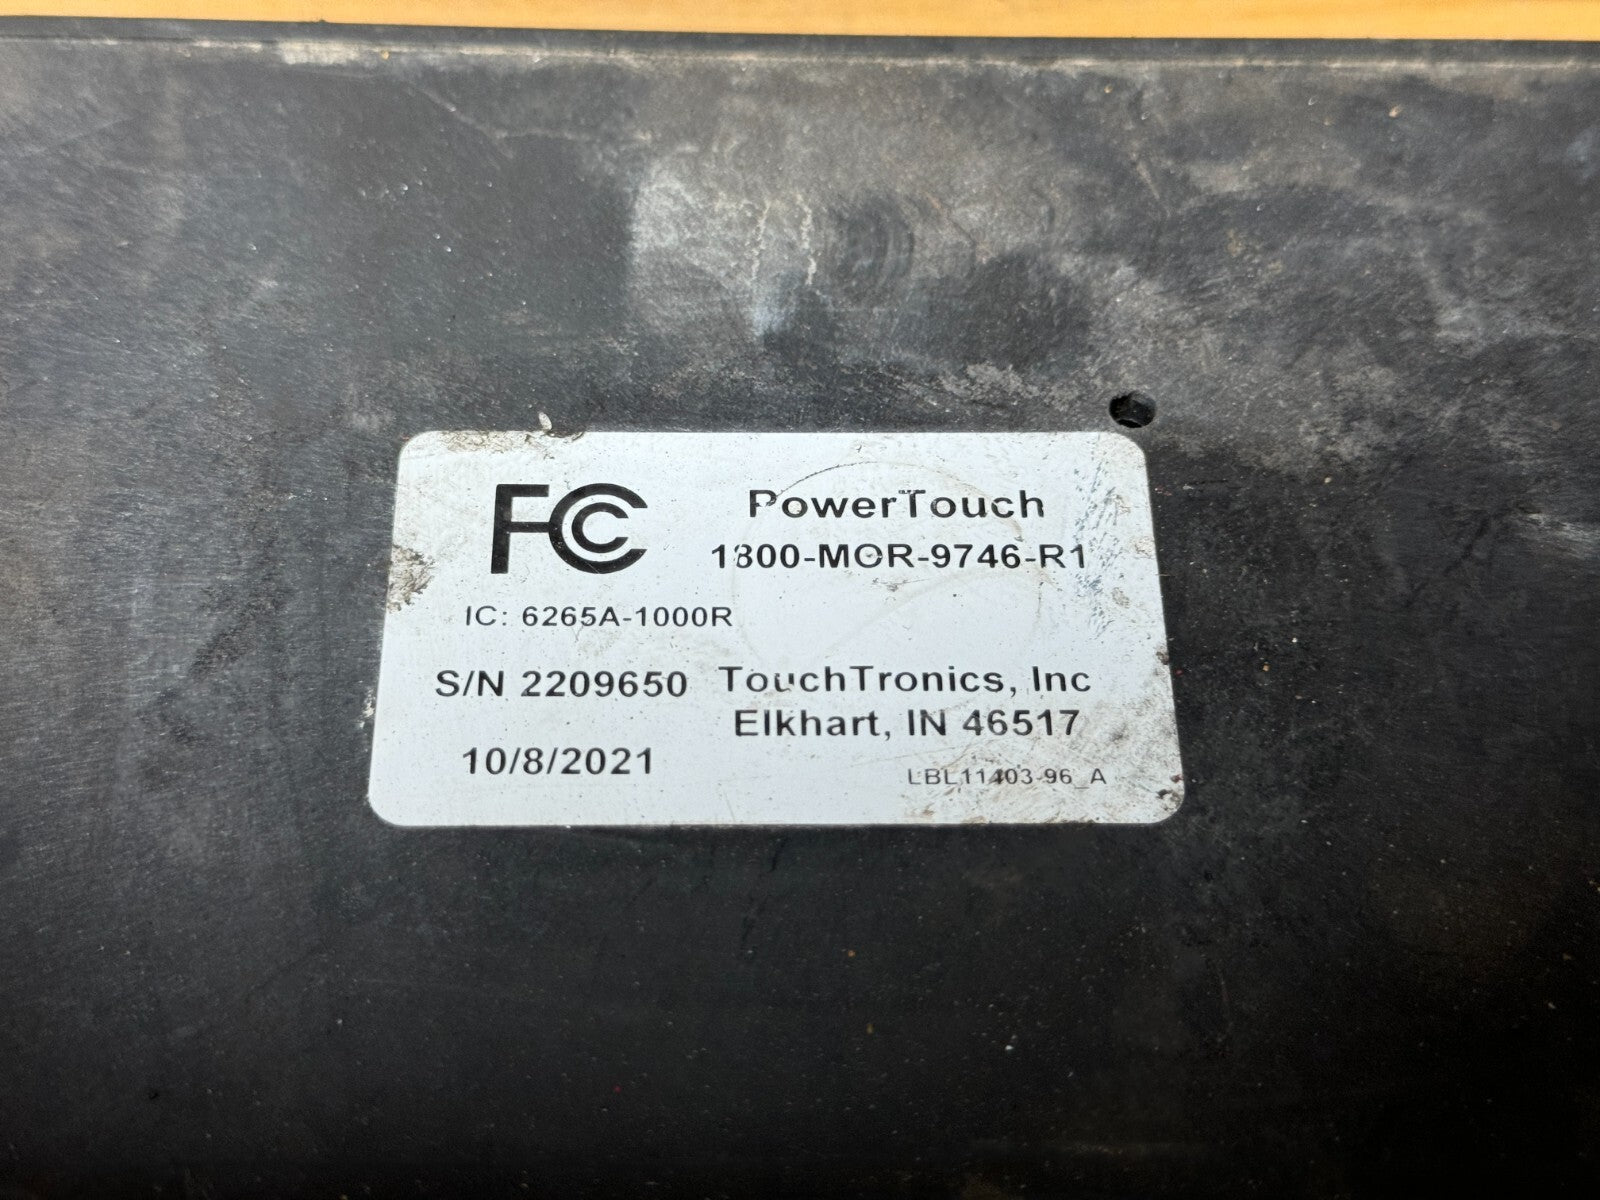 FCC
PowerTouch
1800-MOR-9746-R1
IC: 6265A-1000R
S/N 2209650
TouchTronics, Inc
Elkhart, IN 46517
10/8/2021
LBL11403-96_A